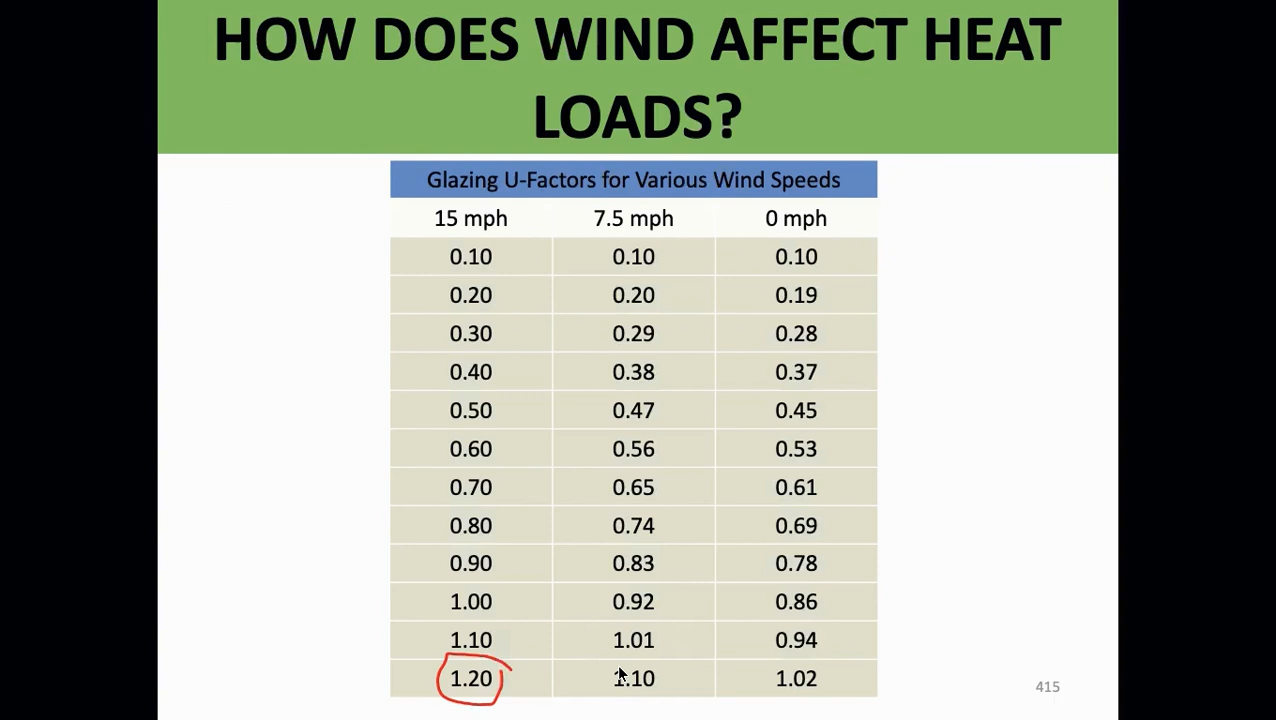 HOW DOES WIND AFFECT HEAT
LOADS?
Glazing U-Factors for Various Wind Speeds
15 mph 7.5 mph 0 mph
0.10 0.10 0.10
0.20 0.20 0.19
0.30 0.29 0.28
0.40 0.38 0.37
0.50 0.47 0.45
0.60 0.56 0.53
0.70 0.65 0.61
0.80 0.74 0.69
0.90 0.83 0.78
1.00 0.92 0.86
1.10 1.01 0.94
1.20 1.10 1.02
415